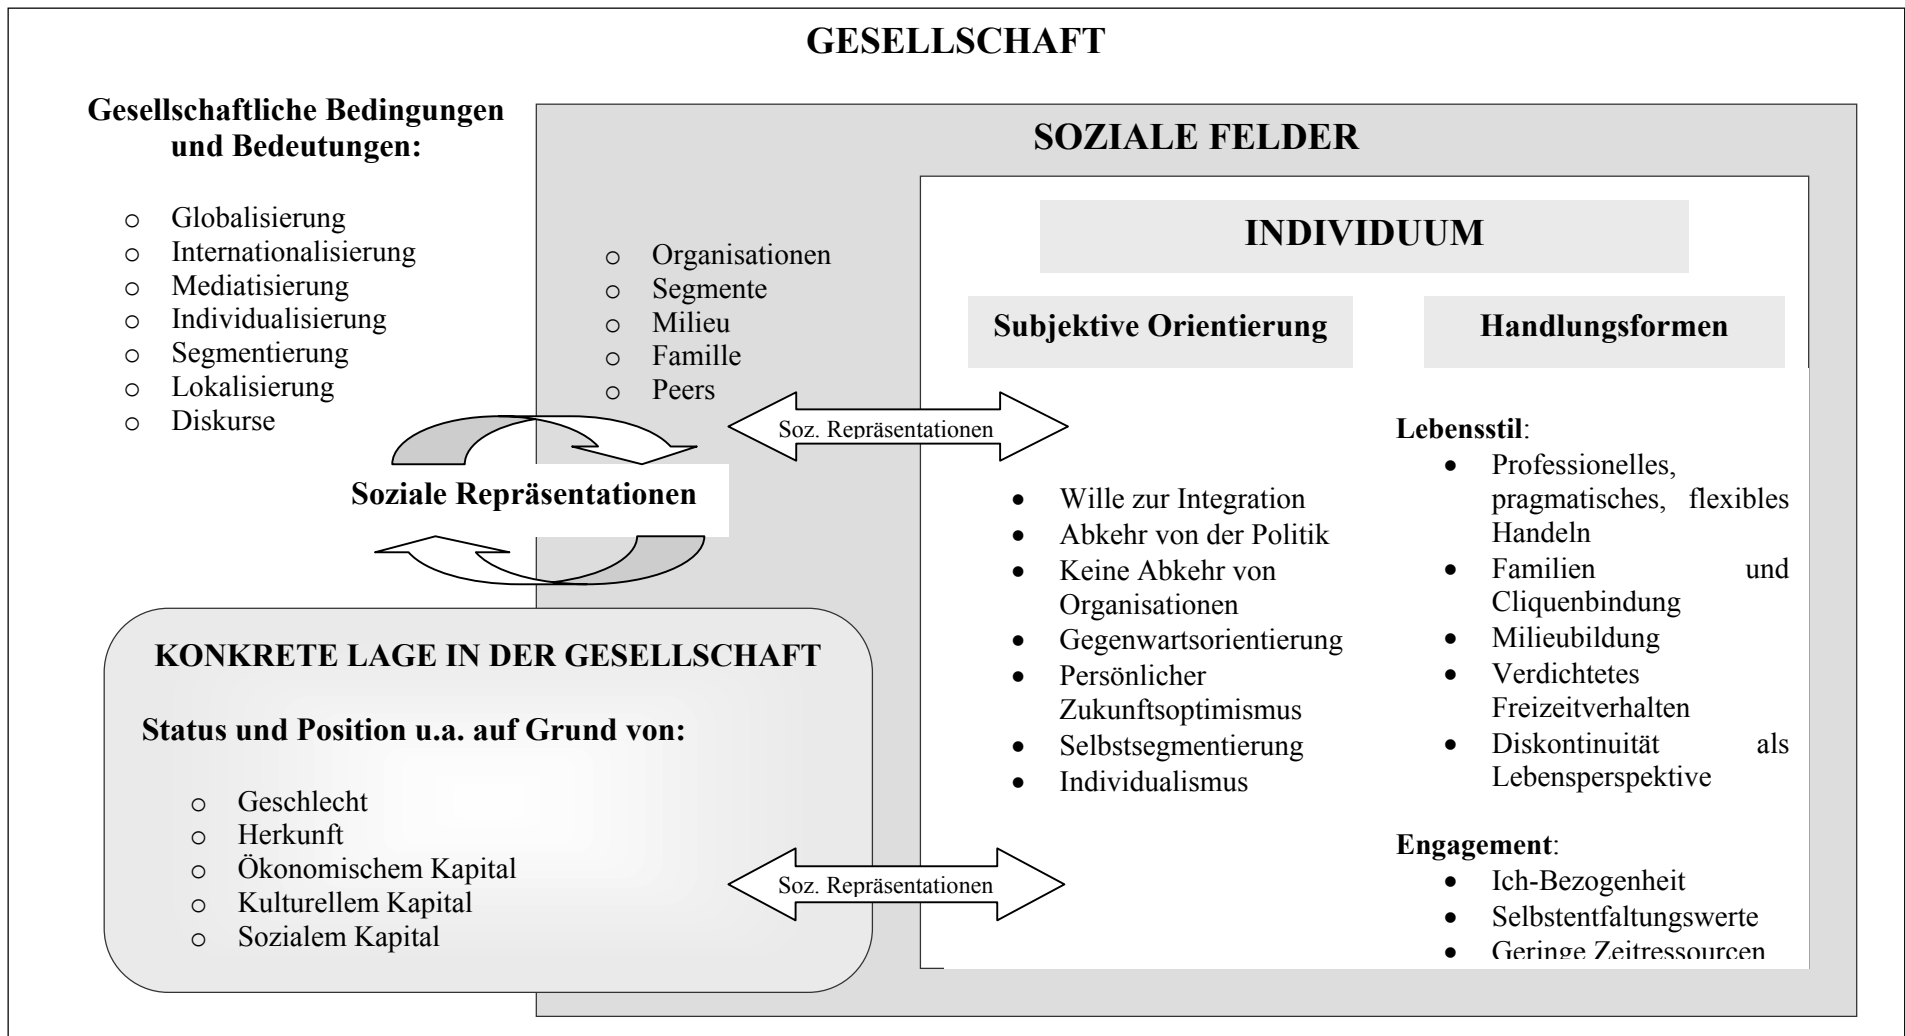 GESELLSCHAFT
Gesellschaftliche Bedingungen
und Bedeutungen:
o Globalisierung
o Internationalisierung
o Mediatisierung
o Individualisierung
o Segmentierung
o Lokalisierung
o Diskurse
SOZIALE FELDER
o Organisationen
o Segmente
o Milieu
o Famille
o Peers
Soziale Repräsentationen
Soz. Repräsentationen
KONKRETE LAGE IN DER GESELLSCHAFT
Status und Position u.a. auf Grund von:
o Geschlecht
o Herkunft
o Ökonomischem Kapital
o Kulturellem Kapital
o Sozialem Kapital
Soz. Repräsentationen
INDIVIDUUM
Subjektive Orientierung
• Wille zur Integration
• Abkehr von der Politik
• Keine Abkehr von
Organisationen
• Gegenwartsorientierung
• Persönlicher
Zukunftsoptimismus
• Selbstsegmentierung
• Individualismus
Handlungsformen
Lebensstil:
• Professionelles,
pragmatisches, flexibles
Handeln
• Familien und
Cliquenbindung
• Milieubildung
• Verdichtetes
Freizeitverhalten
• Diskontinuität als
Lebensperspektive
Engagement:
• Ich-Bezogenheit
• Selbstentfaltungswerte
• Geringe Zeitressourcen